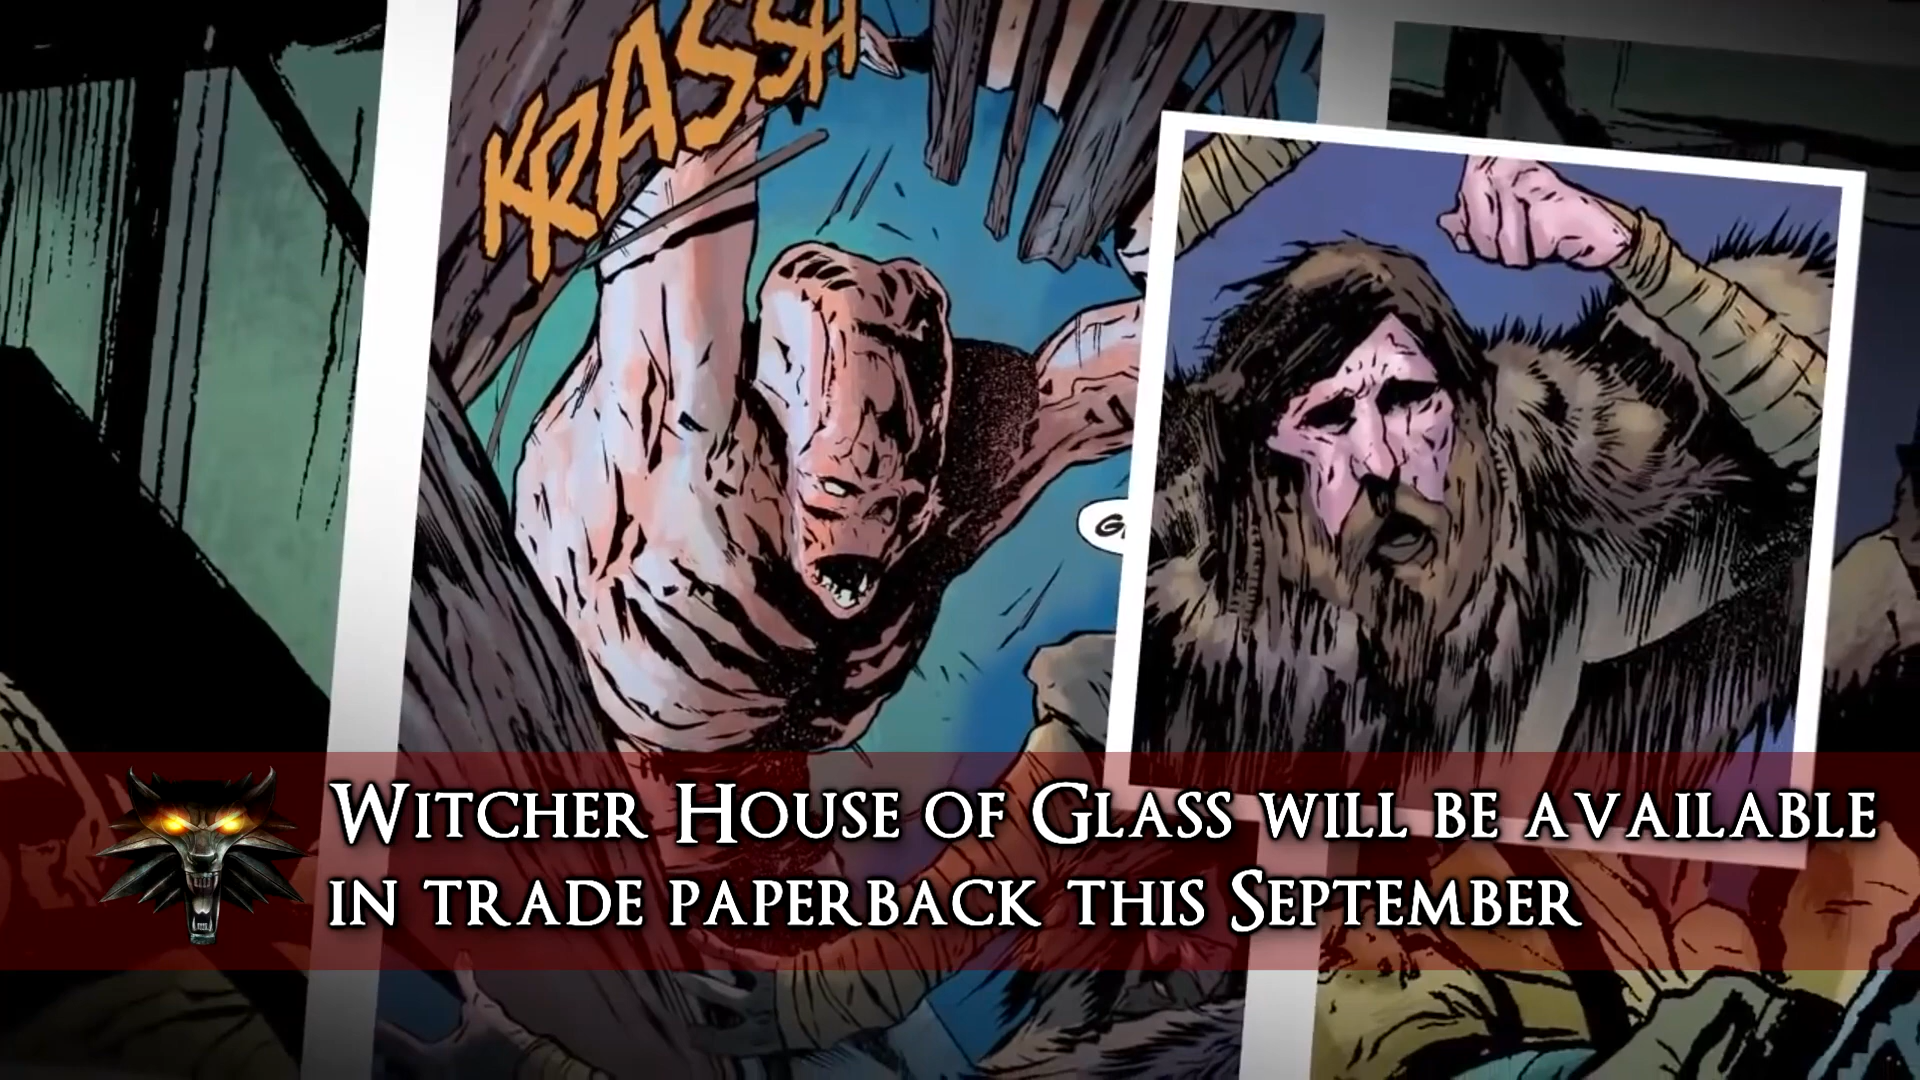 KRASSH
Witcher House of Glass will be available
in trade paperback this September